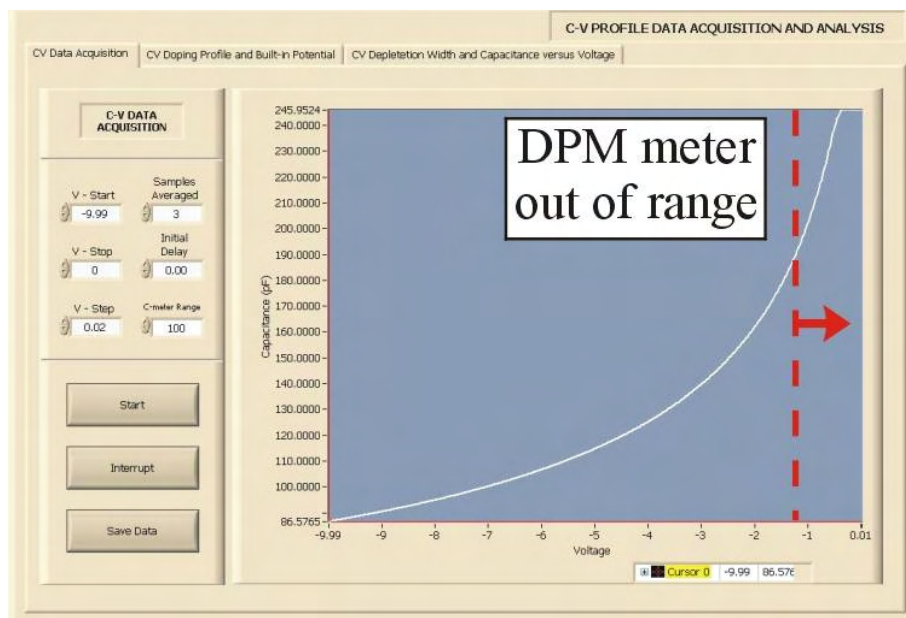 C-V PROFILE DATA ACQUISITION AND ANALYSIS
CV Data Acquisition
CV Doping Profile and Built-in Potential
CV Depletetion Width and Capacitance versus Voltage
C-V DATA
ACQUISITION
V - Start
-9.99
Samples
Averaged
3
V - Stop
0
Initial
Delay
0.00
V - Step
0.02
C-meter Range
100
Start
Interrupt
Save Data
Capacitance (pF)
245.9524
240.0000
230.0000
220.0000
210.0000
200.0000
190.0000
180.0000
170.0000
160.0000
150.0000
140.0000
130.0000
120.0000
110.0000
100.0000
86.5765
DPM meter
out of range
-9.99 -9 -8 -7 -6 -5 -4 -3 -2 -1 0.01
Voltage
Cursor 0 -9.99 86.576